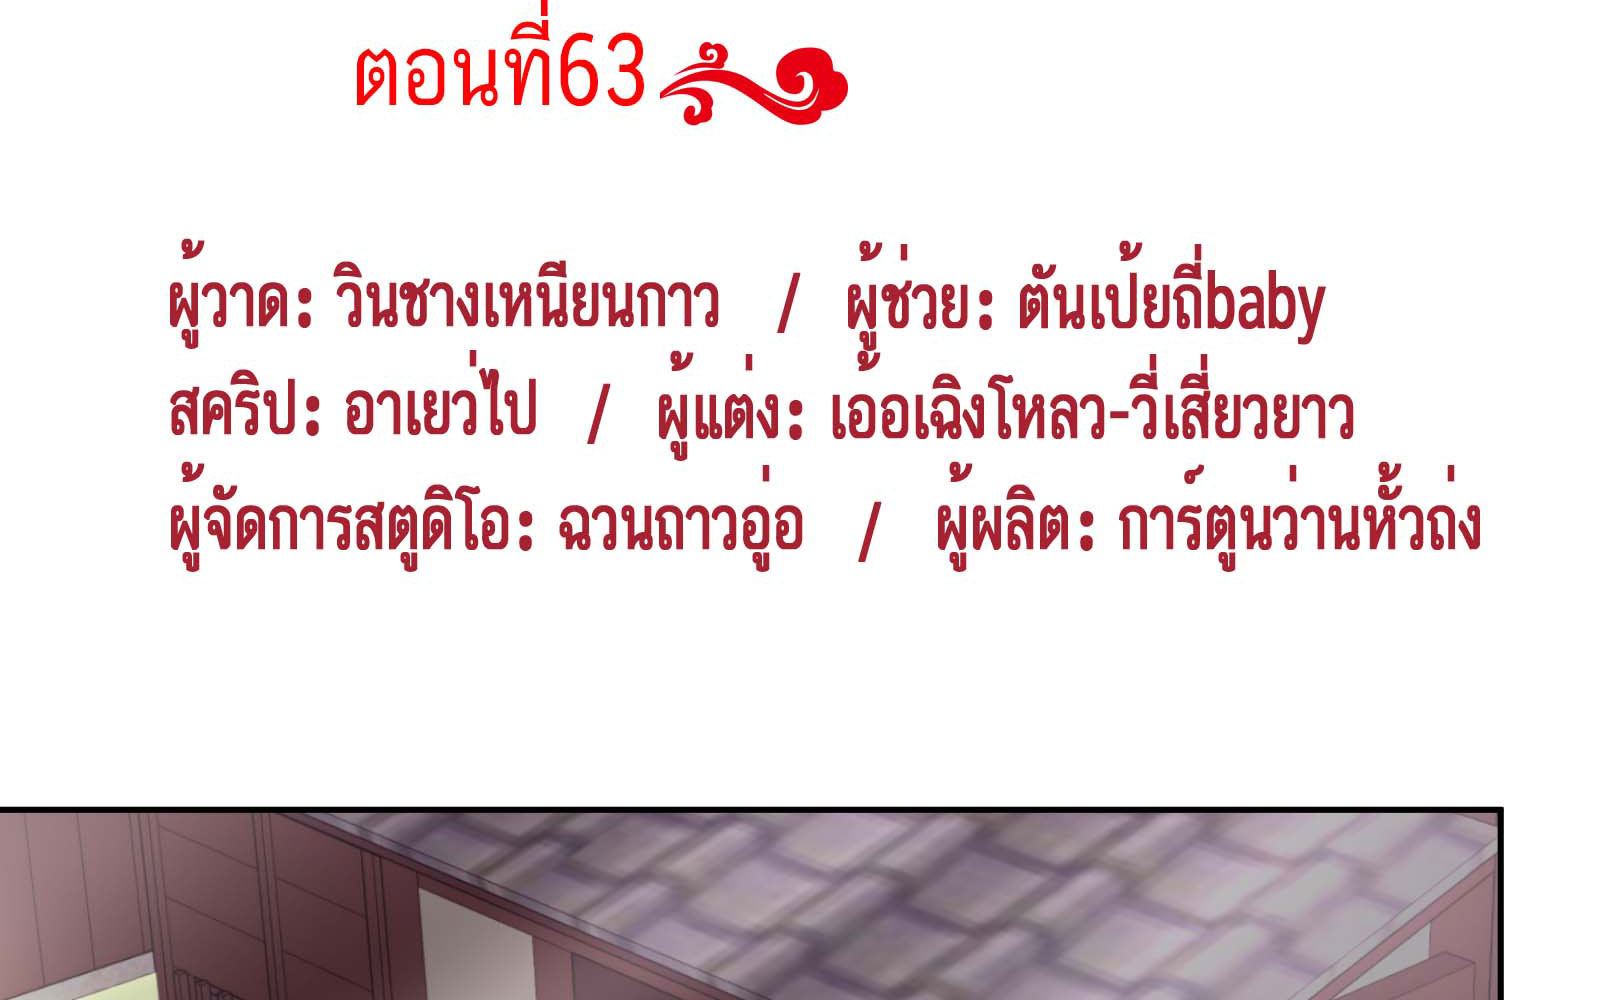 ตอนที่63
ผู้วาด: วินชางเหนียนกาว / ผู้ช่วย: ตันเป้ยถี่baby
สคริป: อาเยว่ไป / ผู้แต่ง: เอ้อเฉิงโหลว-วี่เสี่ยวยาว
ผู้จัดการสตูดิโอ: ฉวนถาวอู่อ / ผู้ผลิต: การ์ตูนว่านหั้วถ่ง